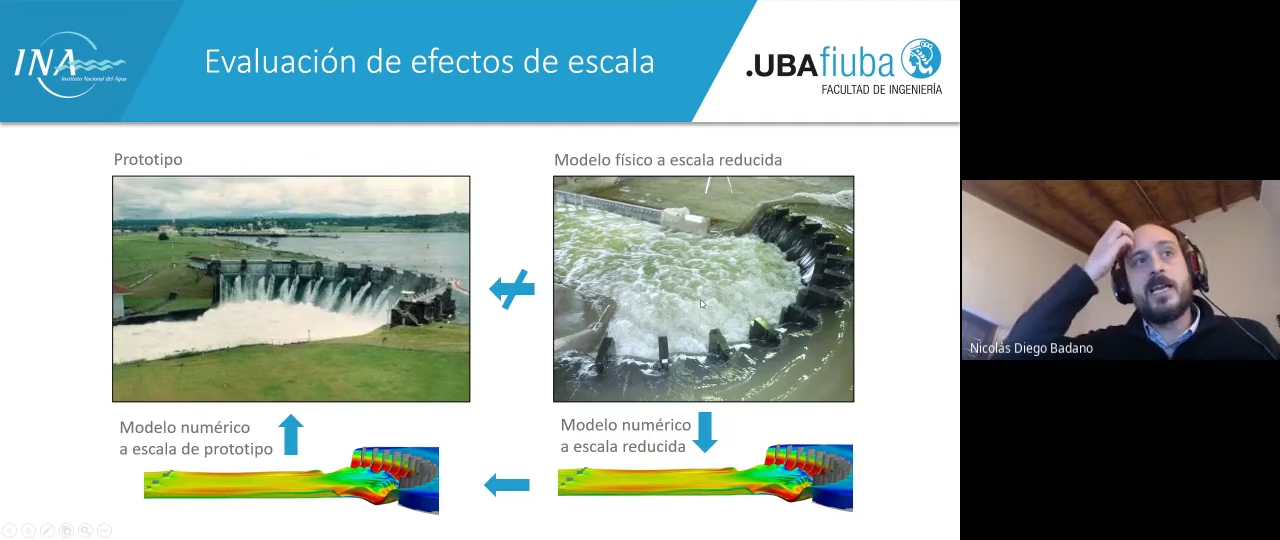 INA
Instituto Nacional del Agua
Evaluación de efectos de escala
.UBAfiuba
FACULTAD DE INGENIERÍA
Prototipo
Modelo físico a escala reducida
Modelo numérico
a escala de prototipo
Modelo numérico
a escala reducida
Nicolás Diego Badano